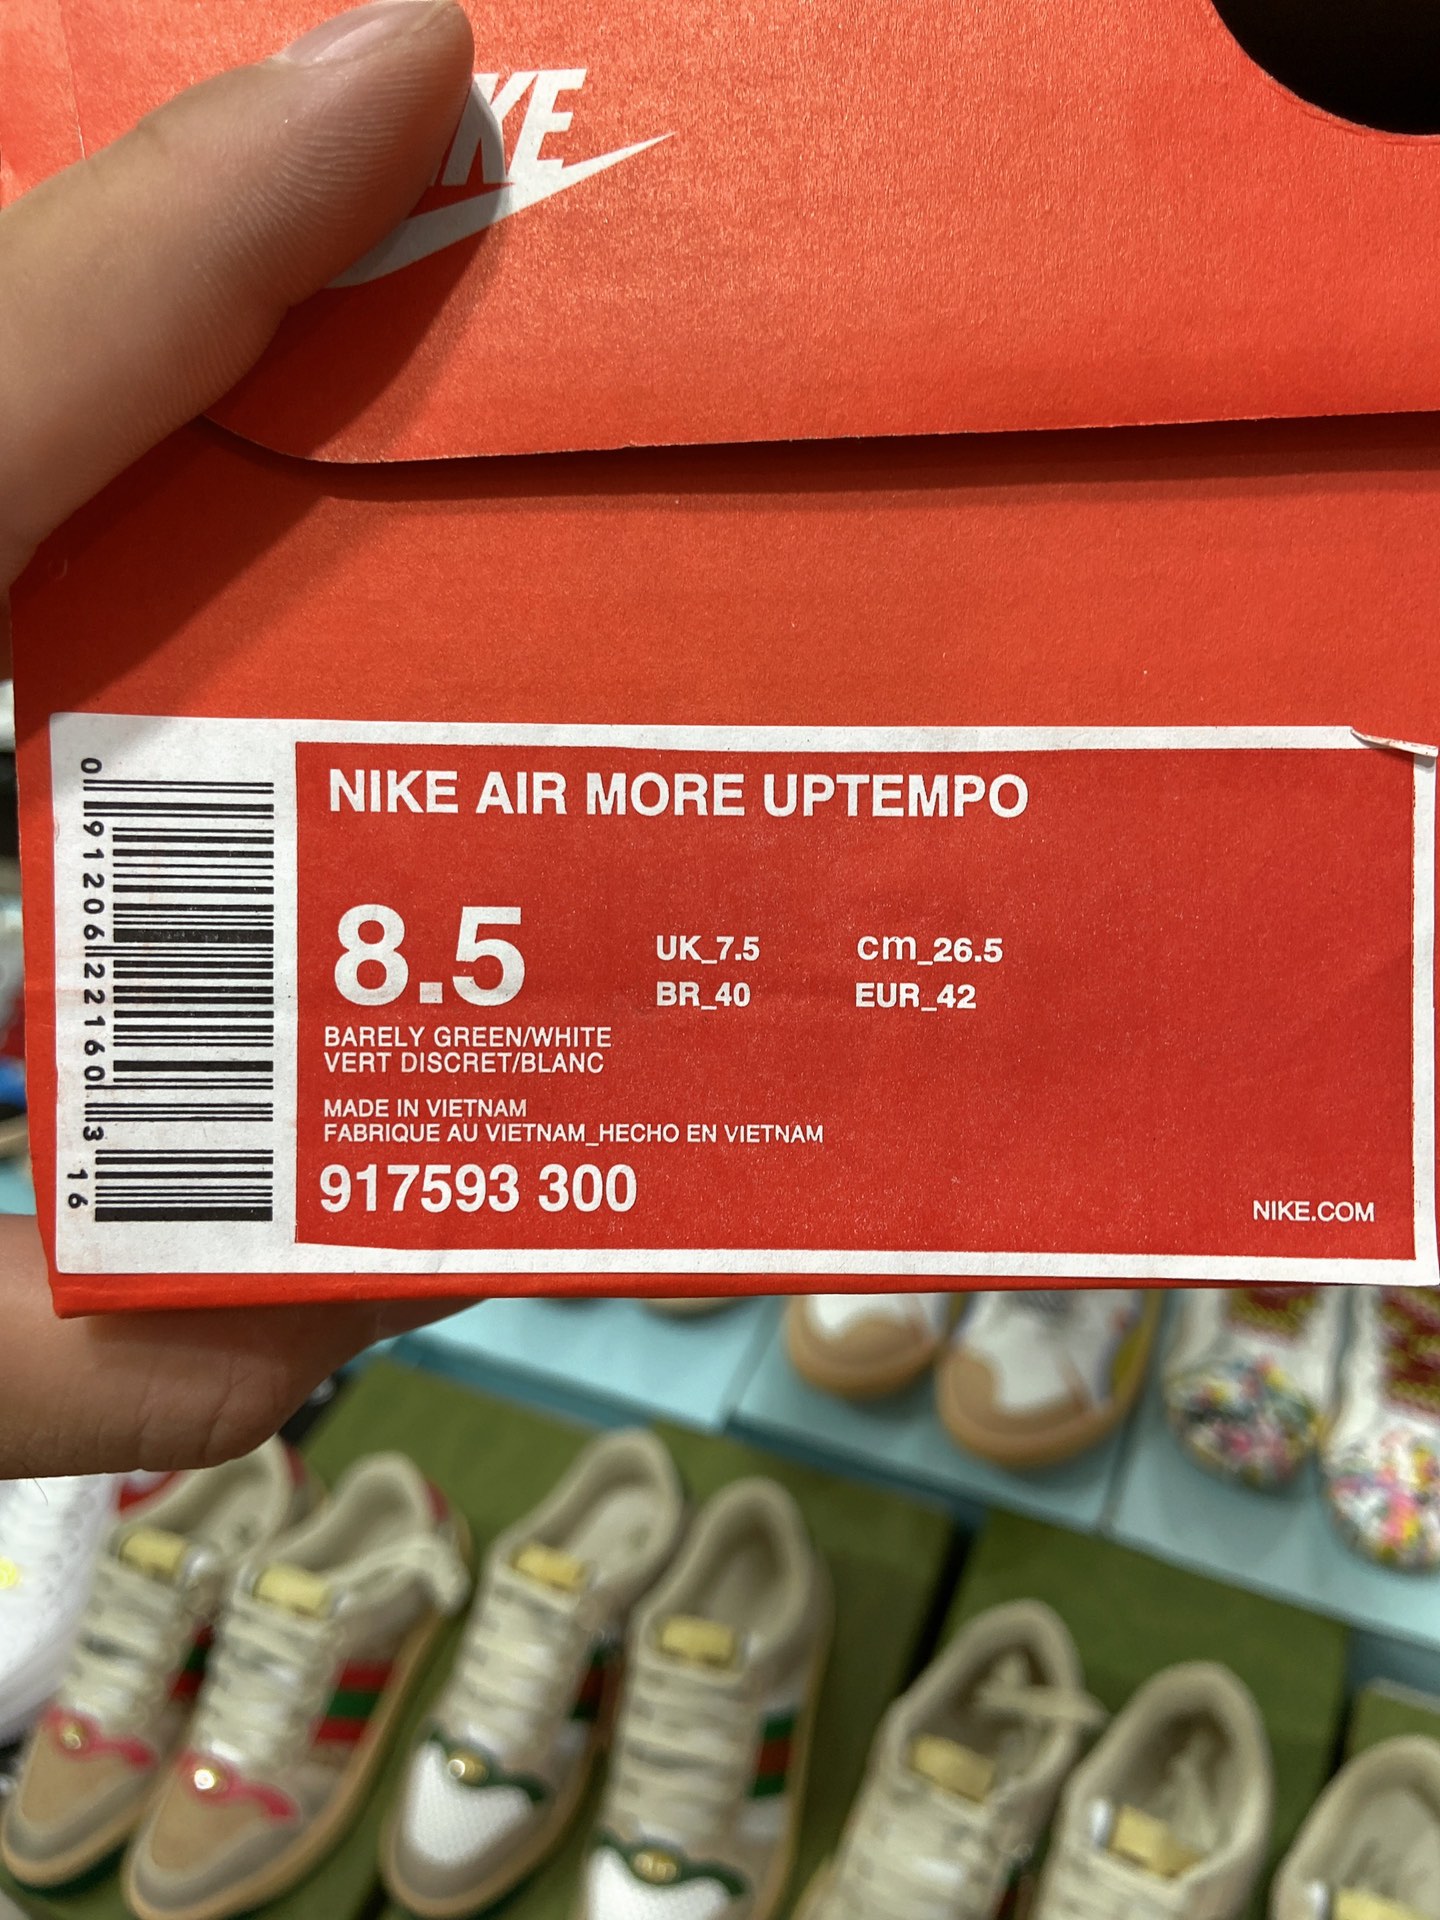 KE
NIKE AIR MORE UPTEMPO
8.5
UK_7.5
cm_26.5
BR_40
EUR_42
BARELY GREEN/WHITE
VERT DISCRET/BLANC
MADE IN VIETNAM
FABRIQUE AU VIETNAM_HECHO EN VIETNAM
917593 300
NIKE.COM
0 91206 22160 3 16